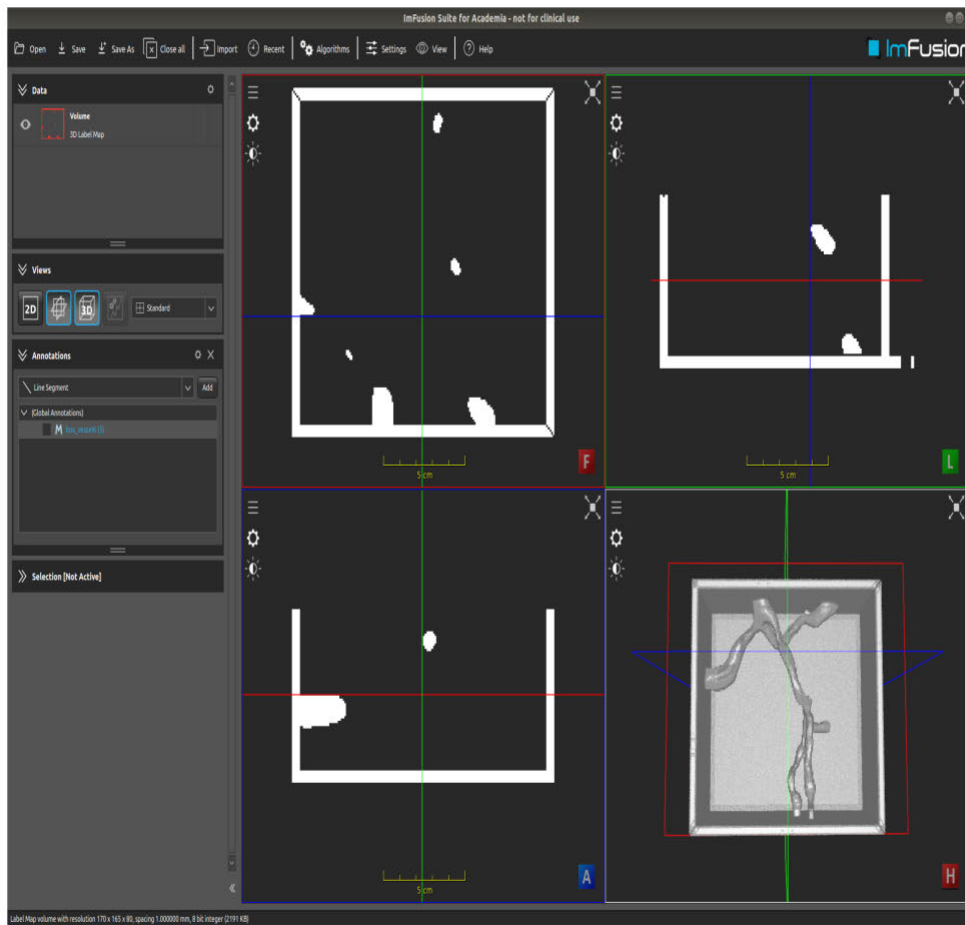 ImFusion Suite for Academia - not for clinical use
Open Save Save As Close all Import Recent Algorithms Settings View Help
ImFusion
Data
Volume
3D Label Map
Views
2D 3D Standard
Annotations
Line Segment Add
(Global Annotations)
5 cm
F
5 cm
L
Selection [Not Active]
5 cm
A
H
Label Map volume with resolution 170 x 163 x 80, spacing 1.000000 mm, 8 bit integer (2191 KB)